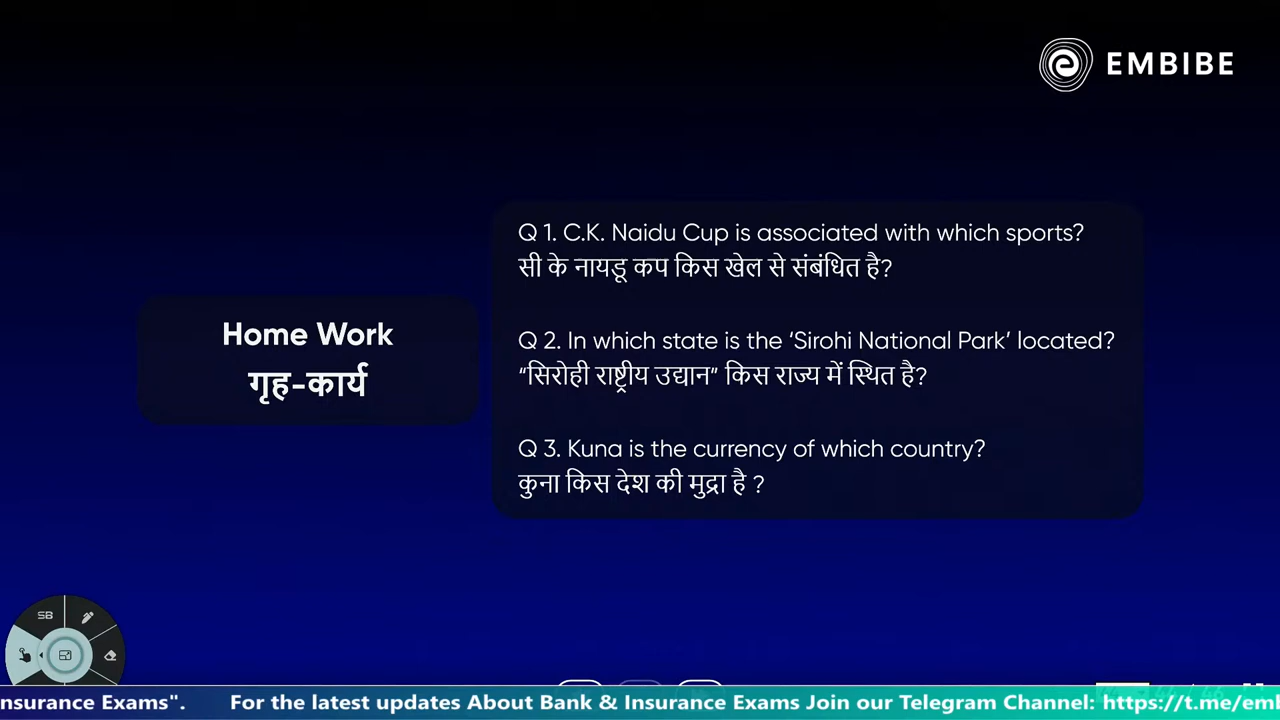 EMBIBE
Home Work
गृह-कार्य
Q 1. C.K. Naidu Cup is associated with which sports?
सी के नायडू कप किस खेल से संबंधित है?
Q 2. In which state is the ‘Sirohi National Park’ located?
“सिरोही राष्ट्रीय उद्यान” किस राज्य में स्थित है?
Q 3. Kuna is the currency of which country?
कुना किस देश की मुद्रा है ?
SB
nsurance Exams". For the latest updates About Bank & Insurance Exams Join our Telegram Channel: https://t.me/eml